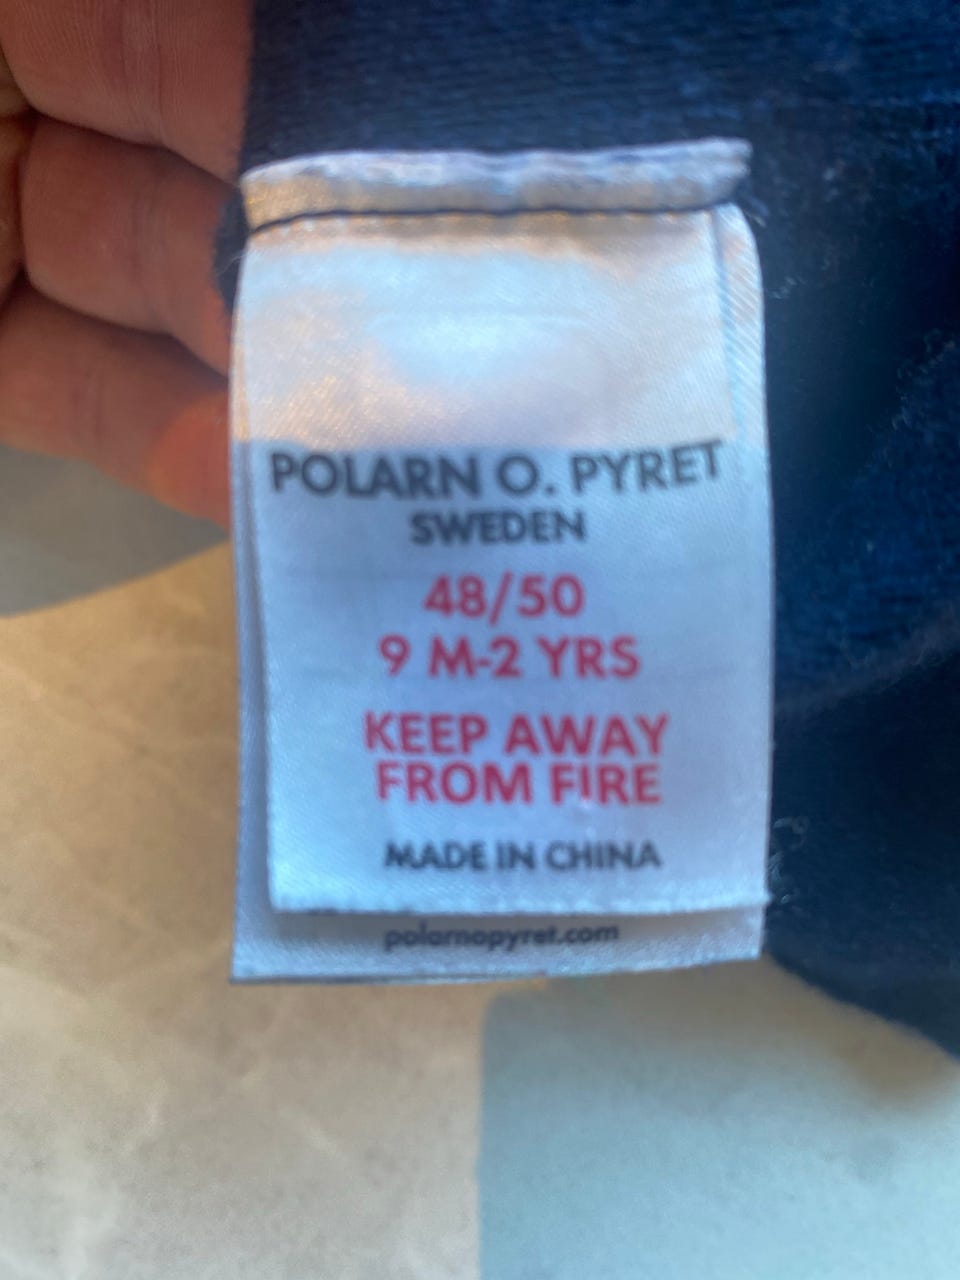 POLARN O. PYRET
SWEDEN
48/50
9 M-2 YRS
KEEP AWAY
FROM FIRE
MADE IN CHINA
polarnopyret.com